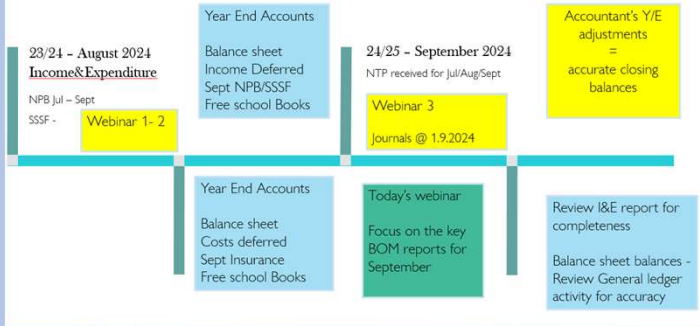 23/24 – August 2024
Income&Expenditure
NPB Jul – Sept
SSSF -
Webinar 1- 2
Year End Accounts
Balance sheet
Income Deferred
Sept NPB/SSSF
Free school Books
24/25 – September 2024
NTP received for Jul/Aug/Sept
Webinar 3
Journals @ 1.9.2024
Accountant's Y/E
adjustments
=
accurate closing
balances
Year End Accounts
Balance sheet
Costs deferred
Sept Insurance
Free school Books
Today's webinar
Focus on the key
BOM reports for
September
Review I&E report for
completeness
Balance sheet balances -
Review General ledger
activity for accuracy